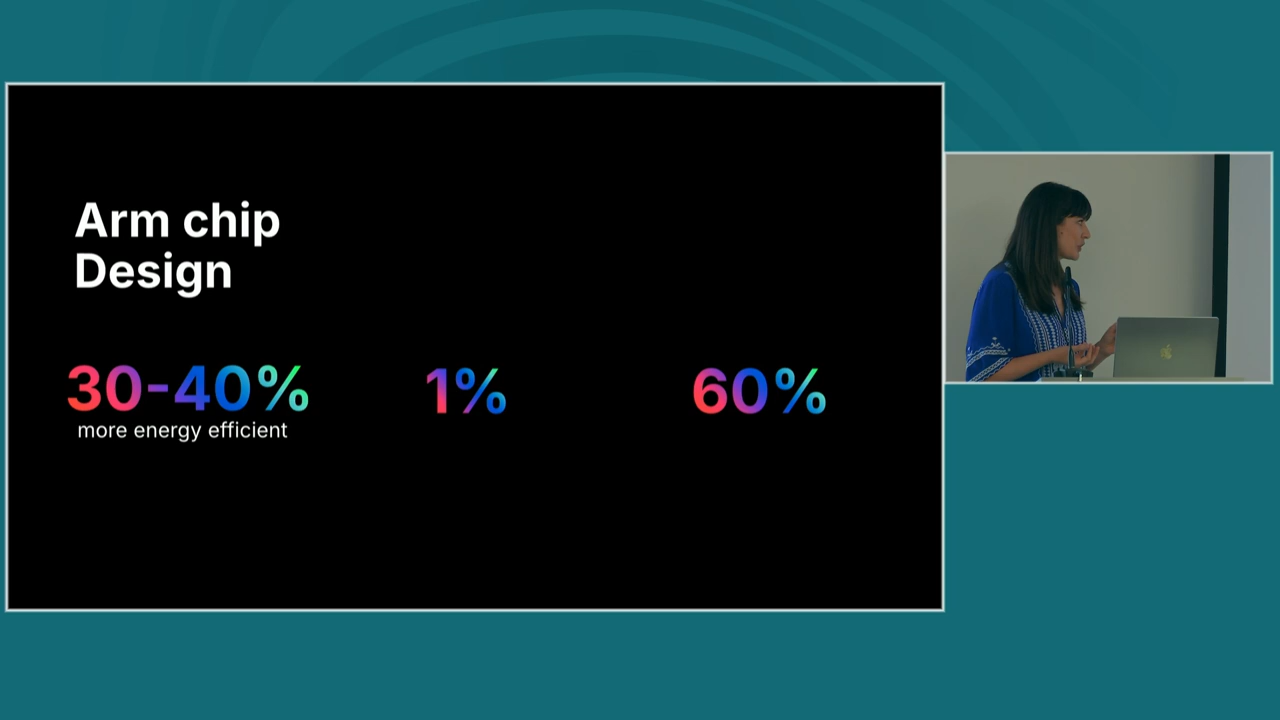 Arm chip
Design
30-40%
more energy efficient
1%
60%